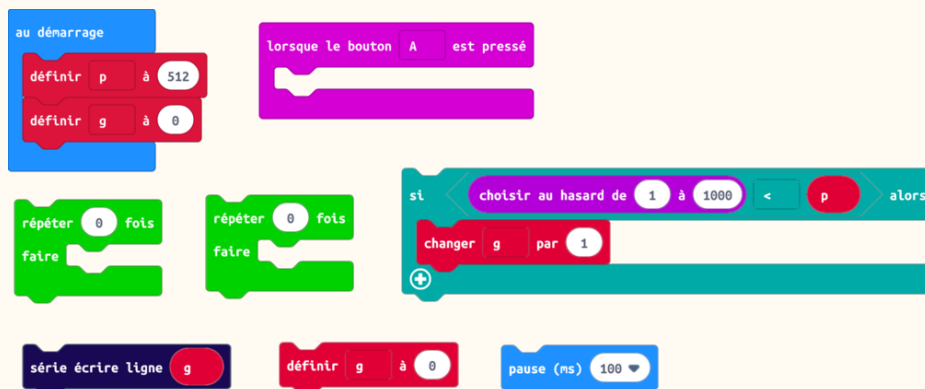 au démarrage
définir p à 512
définir g à 0
lorsque le bouton A est pressé
répéter 0 fois
faire
répéter 0 fois
faire
si choisir au hasard de 1 à 1000 < p alors
changer g par 1
série écrire ligne g
définir g à 0
pause (ms) 100